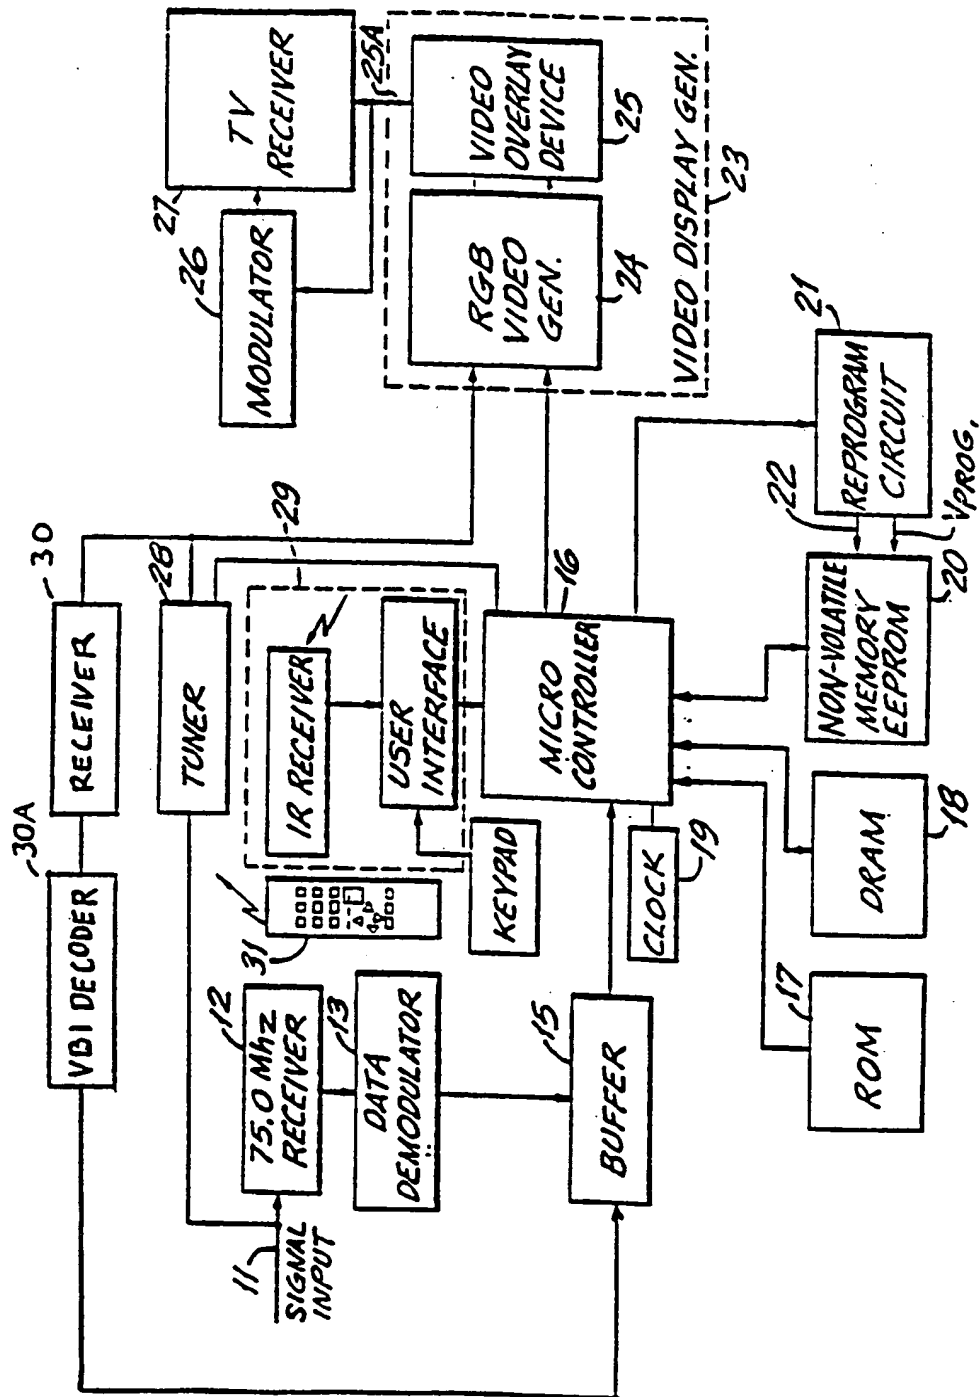 30A
VBI DECODER
30
RECEIVER
28
TUNER
27
TV
RECEIVER
26
MODULATOR
25A
11
SIGNAL
INPUT
12
75.0 Mhz
RECEIVER
13
DATA
DEMODULATOR
31
29
IR RECEIVER
USER
INTERFACE
KEYPAD
RGB
VIDEO
GEN.
24
VIDEO
OVERLAY
DEVICE
25
VIDEO DISPLAY GEN.
23
15
BUFFER
16
MICRO
CONTROLLER
CLOCK
19
17
ROM
DRAM
18
NON-VOLATILE
MEMORY
EEPROM
20
22
VPROG.
21
REPROGRAM
CIRCUIT